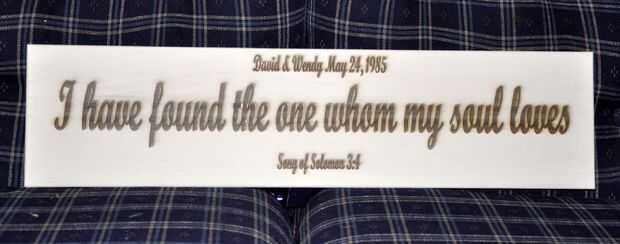 David & Wendy May 24, 1985
I have found the one whom my soul loves
Song of Solomon 3:4